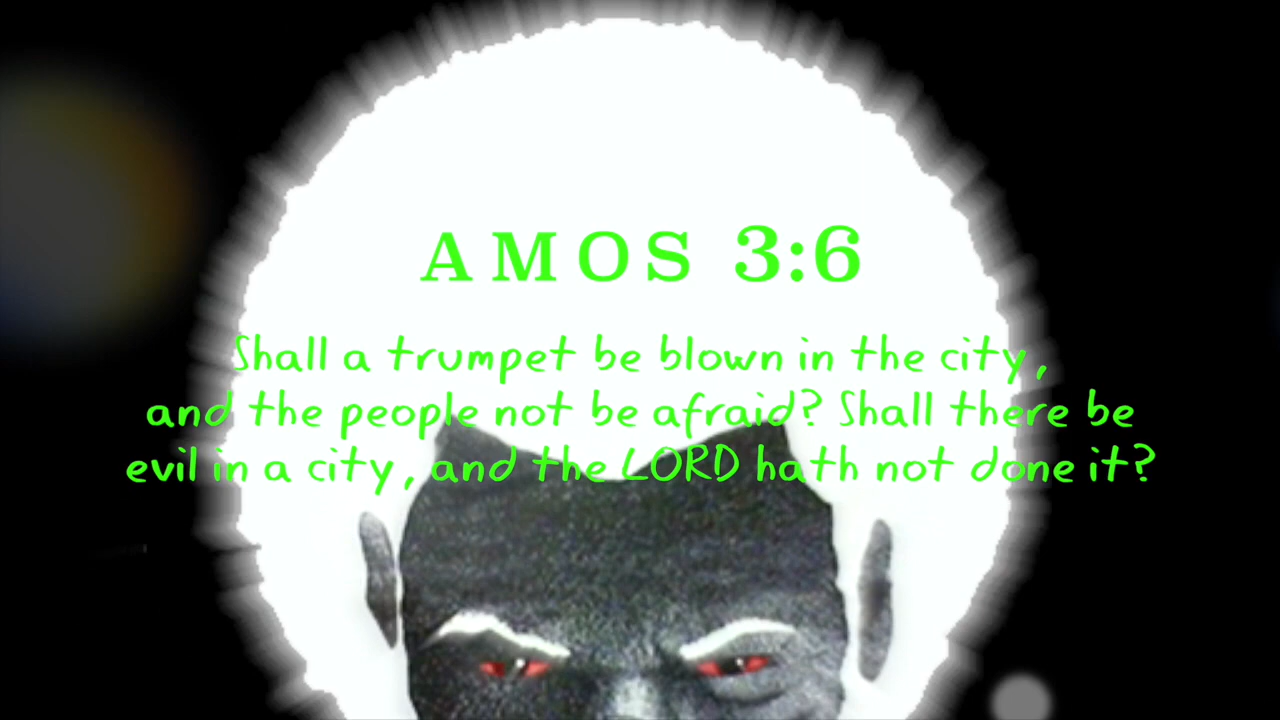 AMOS 3:6
Shall a trumpet be blown in the city,
and the people not be afraid? Shall there be
evil in a city, and the LORD hath not done it?